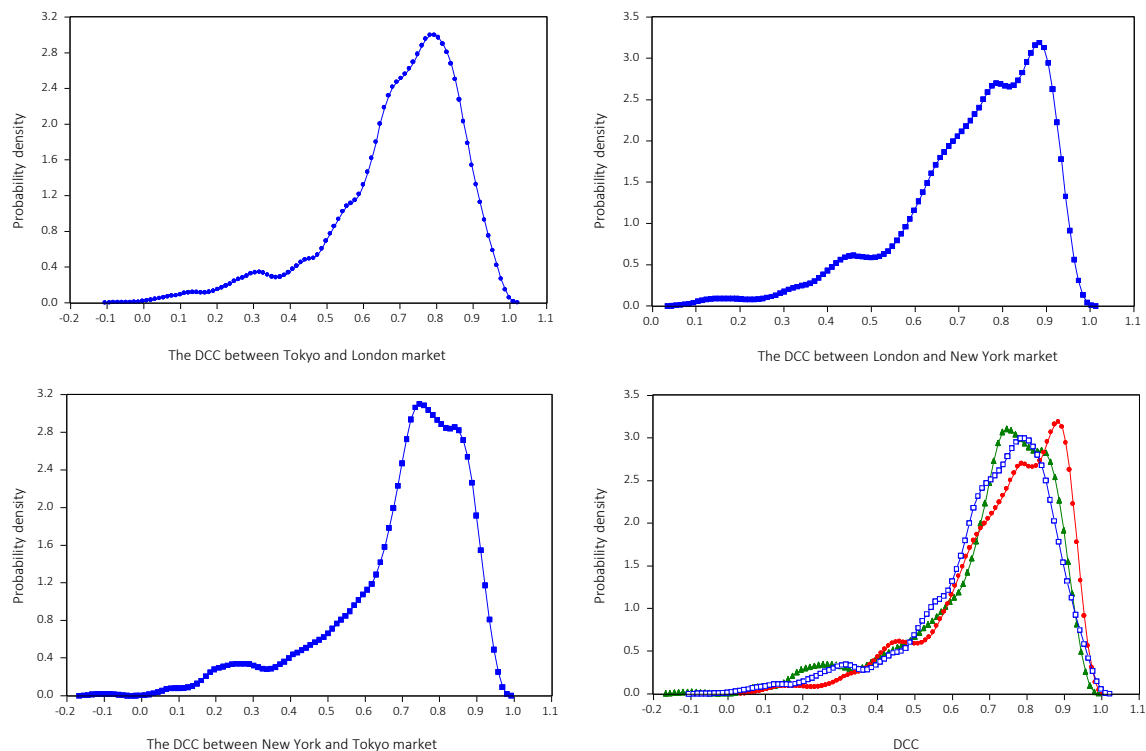 3.2
2.8
2.4
2.0
1.6
1.2
0.8
0.4
0.0
Probability density
-0.2 -0.1 0.0 0.1 0.2 0.3 0.4 0.5 0.6 0.7 0.8 0.9 1.0 1.1
The DCC between Tokyo and London market
3.5
3.0
2.5
2.0
1.5
1.0
0.5
0.0
Probability density
0.0 0.1 0.2 0.3 0.4 0.5 0.6 0.7 0.8 0.9 1.0 1.1
The DCC between London and New York market
3.2
2.8
2.4
2.0
1.6
1.2
0.8
0.4
0.0
Probability density
-0.2 -0.1 0.0 0.1 0.2 0.3 0.4 0.5 0.6 0.7 0.8 0.9 1.0 1.1
The DCC between New York and Tokyo market
3.5
3.0
2.5
2.0
1.5
1.0
0.5
0.0
Probability density
-0.2 -0.1 0.0 0.1 0.2 0.3 0.4 0.5 0.6 0.7 0.8 0.9 1.0 1.1
DCC